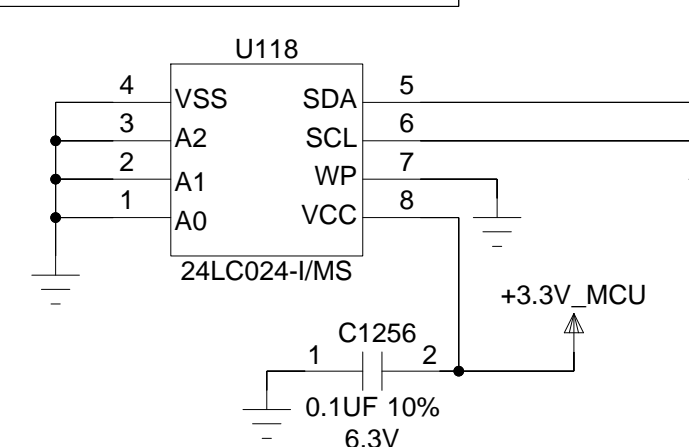 U118
4 VSS SDA 5
3 A2 SCL 6
2 A1 WP 7
1 A0 VCC 8
24LC024-I/MS
+3.3V_MCU
C1256
1 2
0.1UF 10%
6.3V